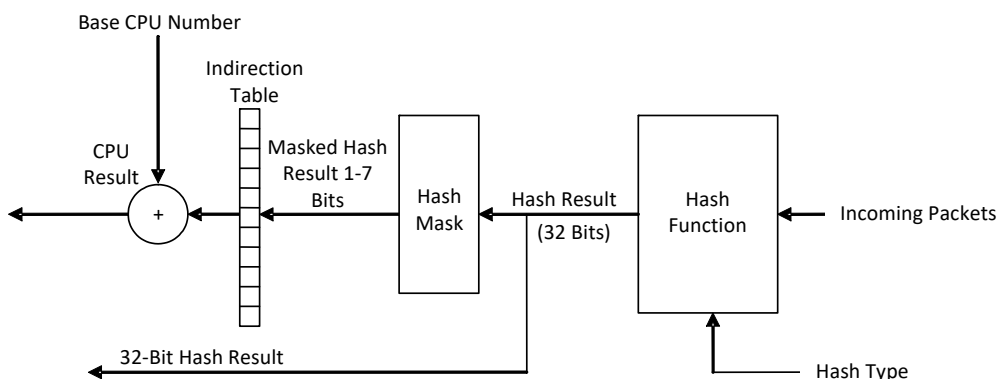 Base CPU Number
Indirection
Table
CPU
Result
+
Masked Hash
Result 1-7
Bits
Hash
Mask
Hash Result
(32 Bits)
Hash
Function
Incoming Packets
32-Bit Hash Result
Hash Type